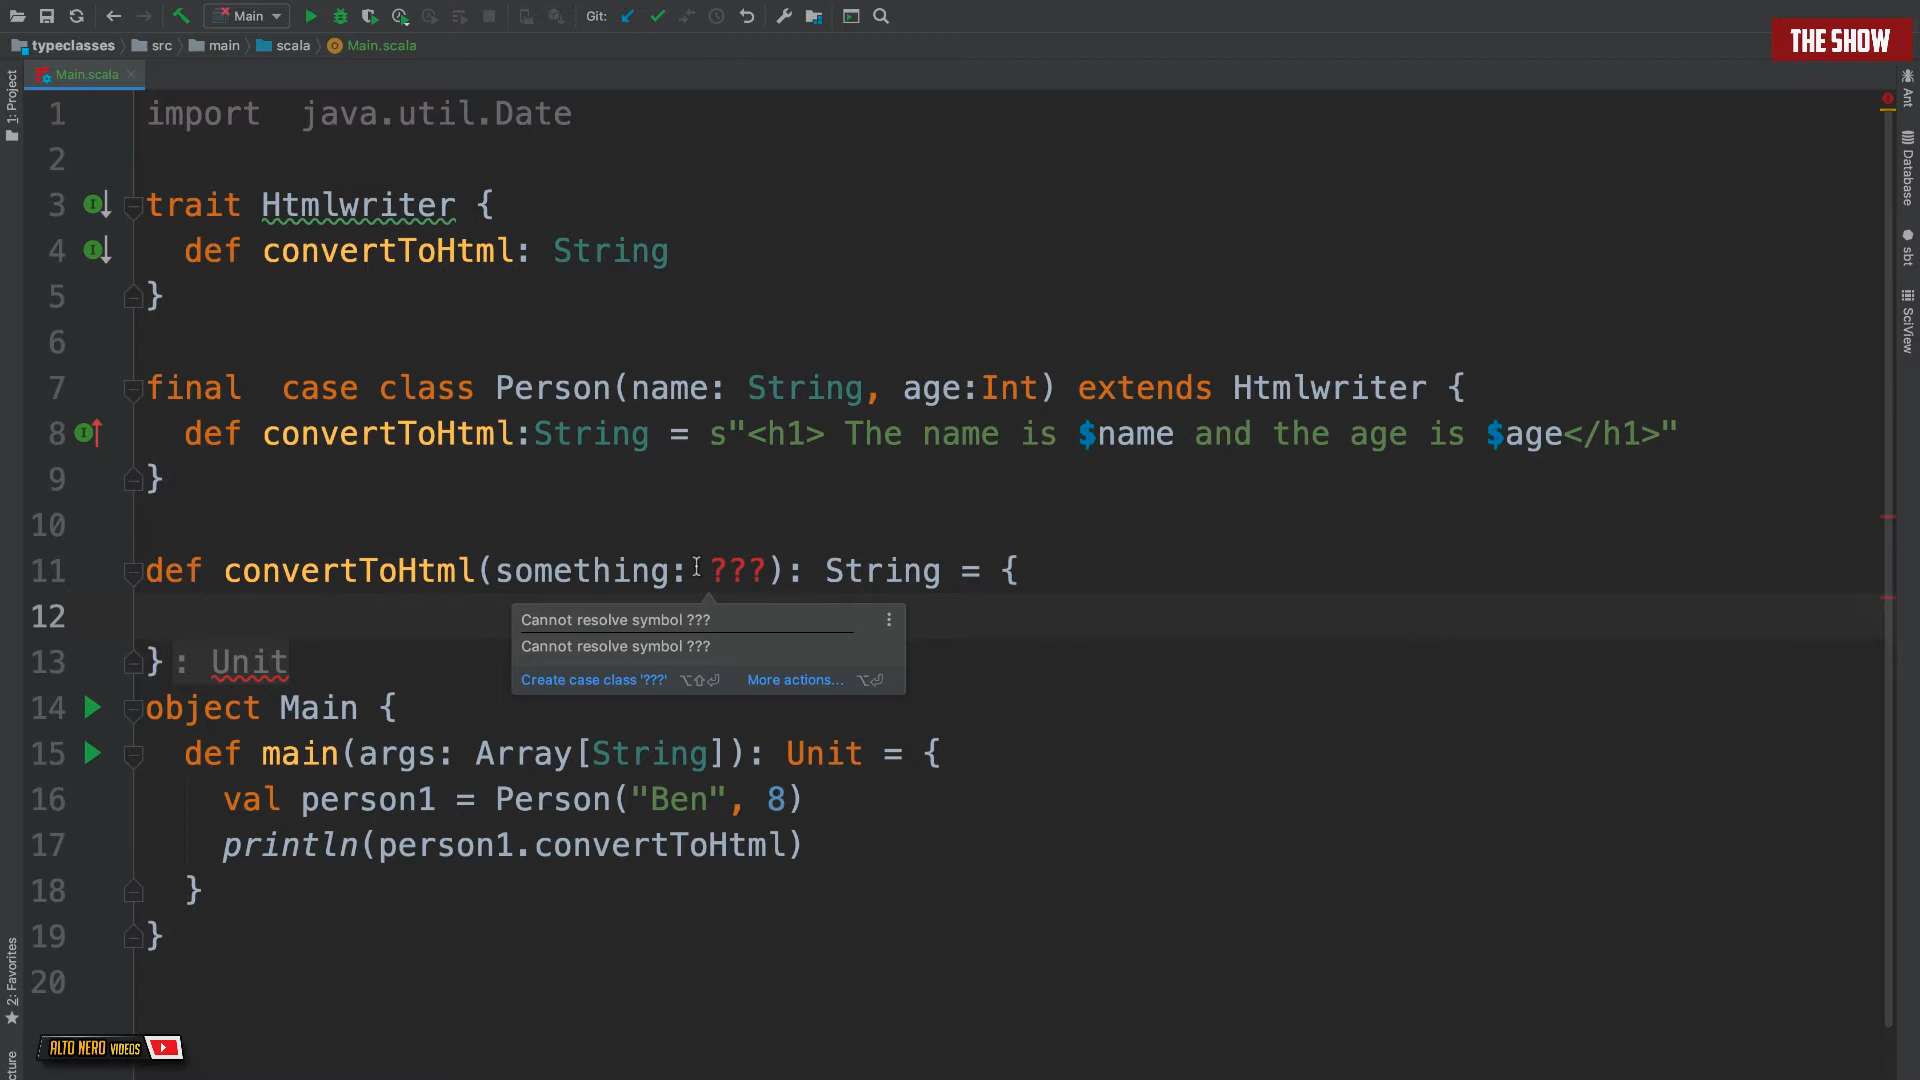 Main
Git:
THE SHOW
typeclasses
src
main
scala
Main.scala
Main.scala
1: Project
1 import java.util.Date
2
3 trait Htmlwriter {
4 def convertToHtml: String
5 }
6
7 final case class Person(name: String, age:Int) extends Htmlwriter {
8 def convertToHtml:String = s"<h1> The name is $name and the age is $age</h1>"
9 }
10
11 def convertToHtml(something: ???): String = {
12
Cannot resolve symbol ???
Cannot resolve symbol ???
Create case class '???' ⌥⇧⏎ More actions... ⌥⏎
13 } : Unit
14 object Main {
15 def main(args: Array[String]): Unit = {
16 val person1 = Person("Ben", 8)
17 println(person1.convertToHtml)
18 }
19 }
20
Ant
Database
sbt
SciView
2: Favorites
cture
ALTO NERO VIDEOS